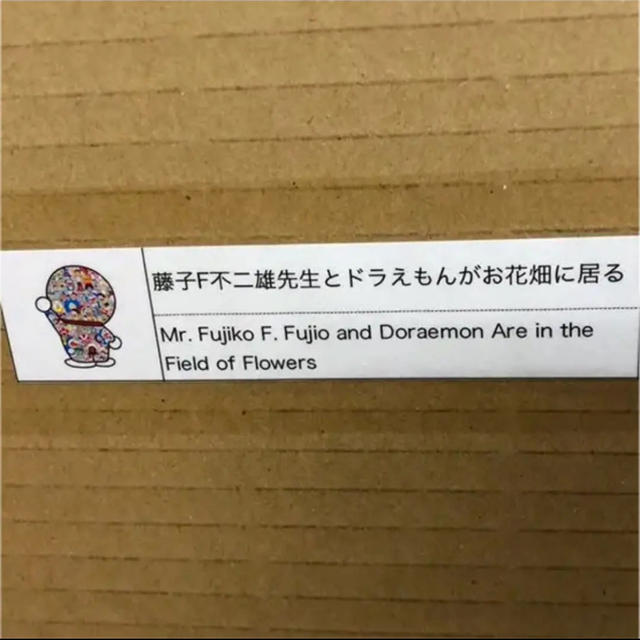 藤子F不二雄先生とドラえもんがお花畑に居る
Mr. Fujiko F. Fujio and Doraemon Are in the
Field of Flowers